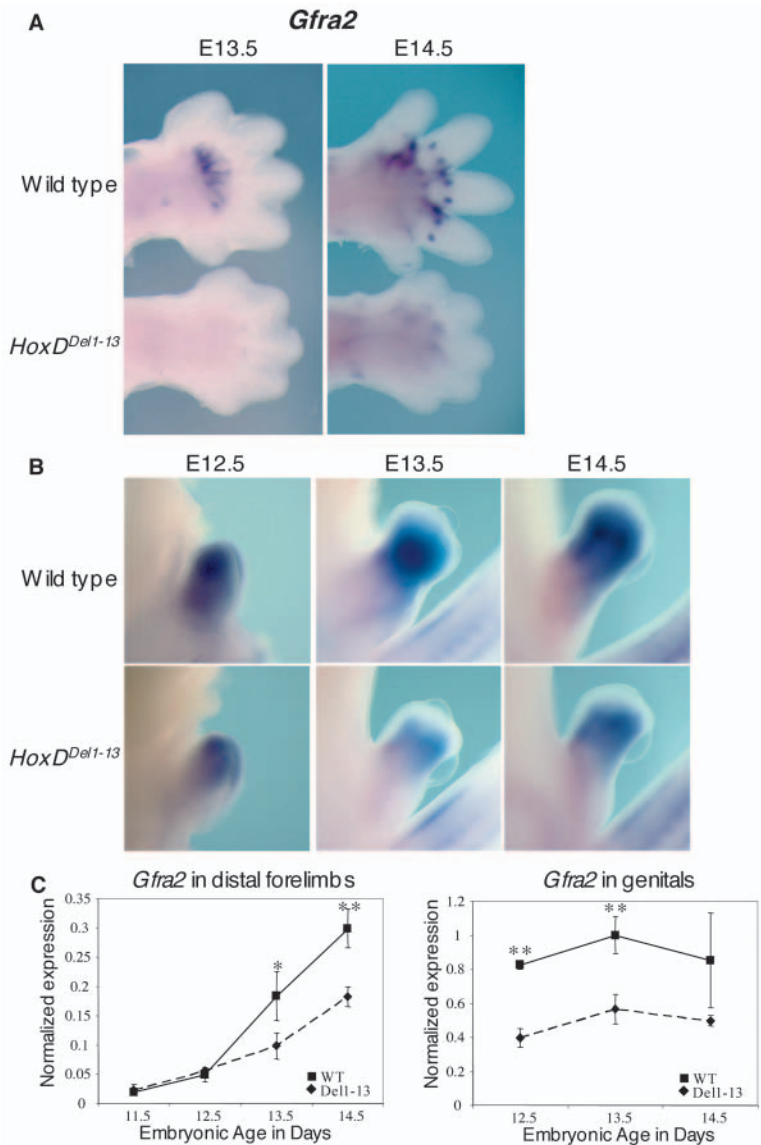 A
Gfra2
E13.5 E14.5
Wild type
HoxD^Del1-13
B
E12.5 E13.5 E14.5
Wild type
HoxD^Del1-13
C
Gfra2 in distal forelimbs
Normalized expression
0.35
0.3
0.25
0.2
0.15
0.1
0.05
0
*
**
WT
Del1-13
11.5 12.5 13.5 14.5
Embryonic Age in Days
Gfra2 in genitals
Normalized expression
1.2
1
0.8
0.6
0.4
0.2
0
**
**
WT
Del1-13
12.5 13.5 14.5
Embryonic Age in Days